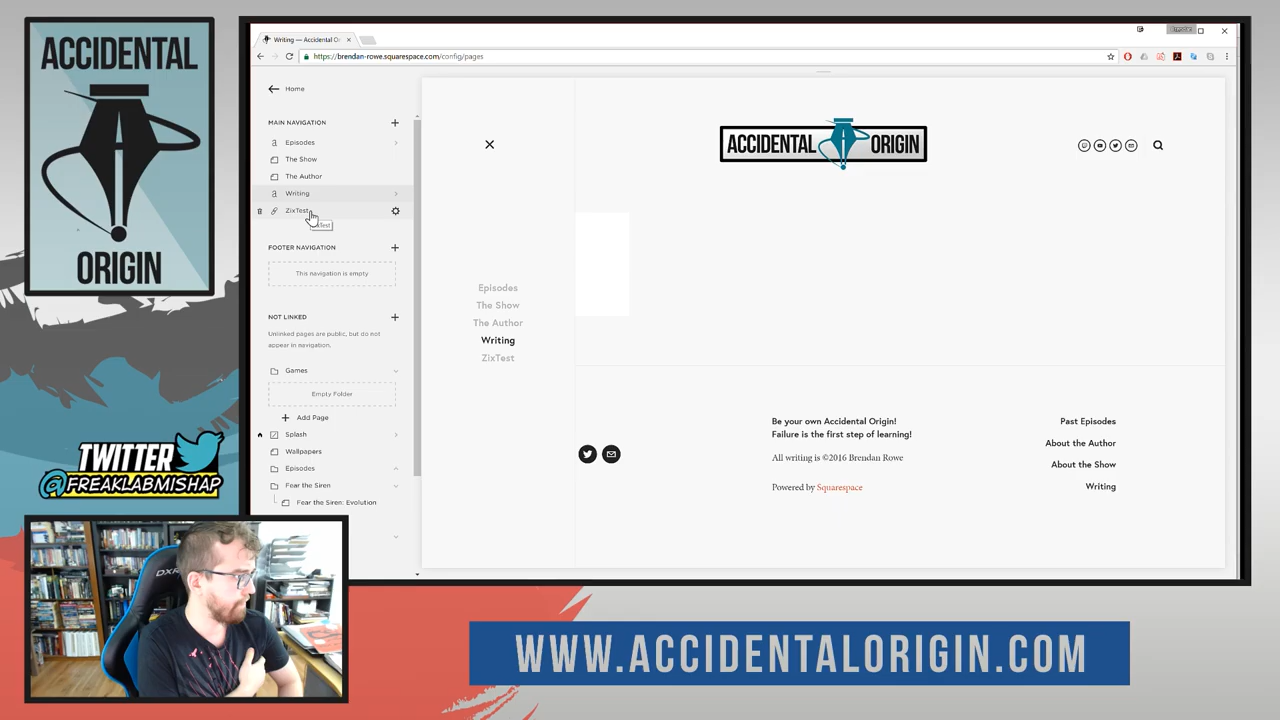 ACCIDENTAL
ORIGIN
TWITTER
@FREAKLABMISHAP
DXR
Writing — Accidental Or
https://brendan-rowe.squarespace.com/config/pages
Home
MAIN NAVIGATION
Episodes
The Show
The Author
Writing
ZixTest
FOOTER NAVIGATION
This navigation is empty
NOT LINKED
Unlinked pages are public, but do not
appear in navigation.
Games
Empty Folder
Add Page
Splash
Wallpapers
Episodes
Fear the Siren
Fear the Siren: Evolution
ACCIDENTAL ORIGIN
Episodes
The Show
The Author
Writing
ZixTest
Be your own Accidental Origin!
Failure is the first step of learning!
All writing is ©2016 Brendan Rowe
Powered by Squarespace
Past Episodes
About the Author
About the Show
Writing
WWW.ACCIDENTALORIGIN.COM